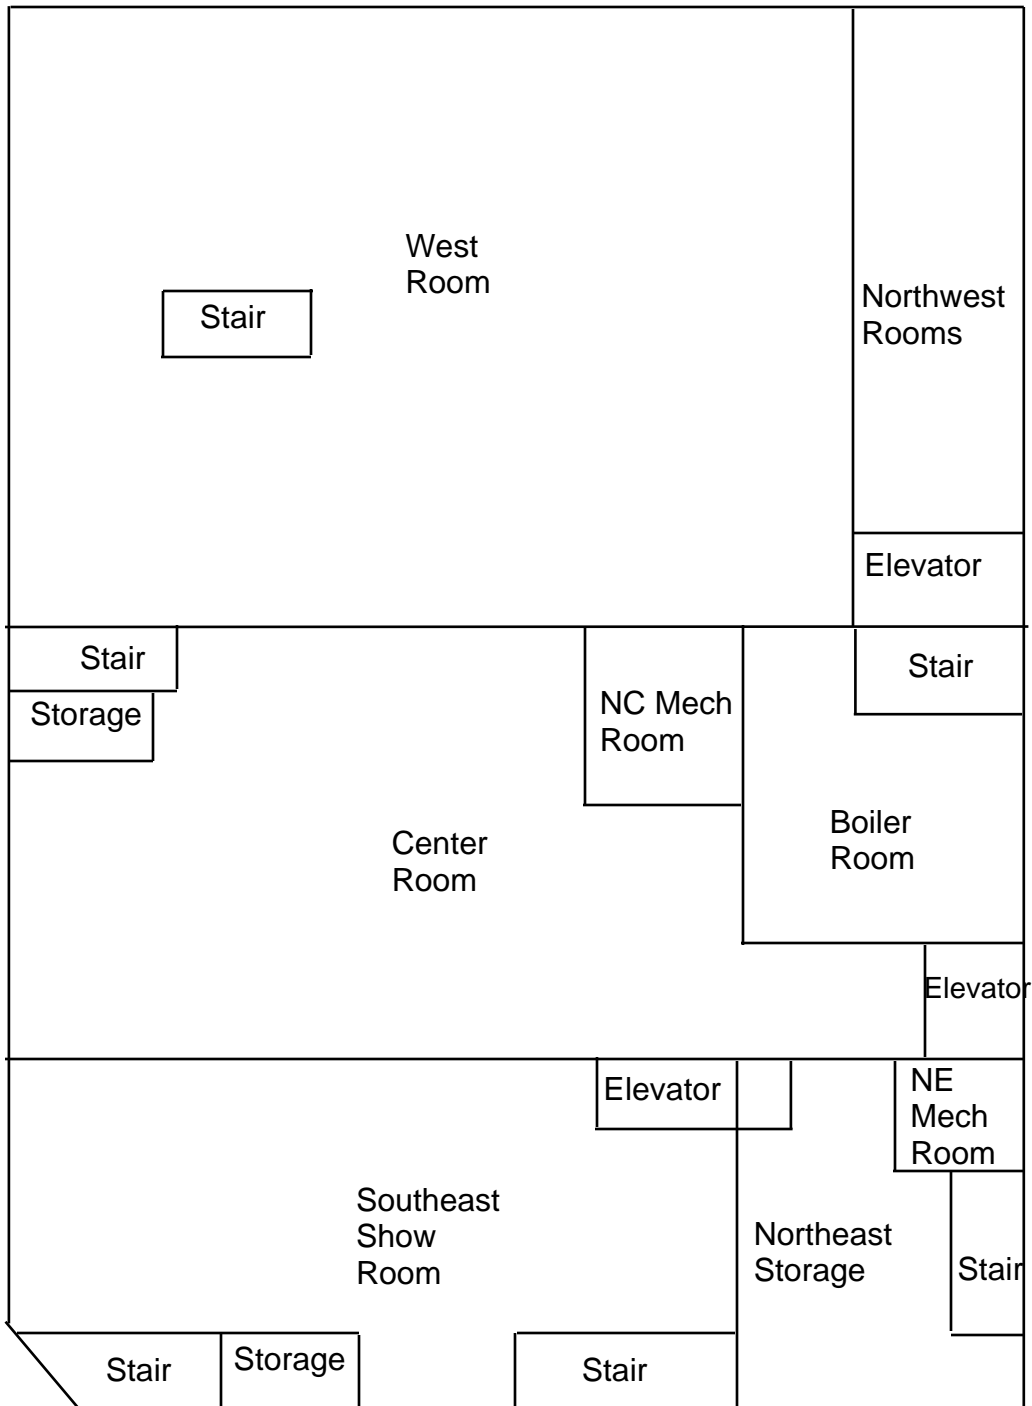 West
Room
Stair
Northwest
Rooms
Elevator
Stair
Storage
NC Mech
Room
Stair
Center
Room
Boiler
Room
Elevator
Elevator
NE
Mech
Room
Southeast
Show
Room
Northeast
Storage
Stair
Stair
Storage
Stair